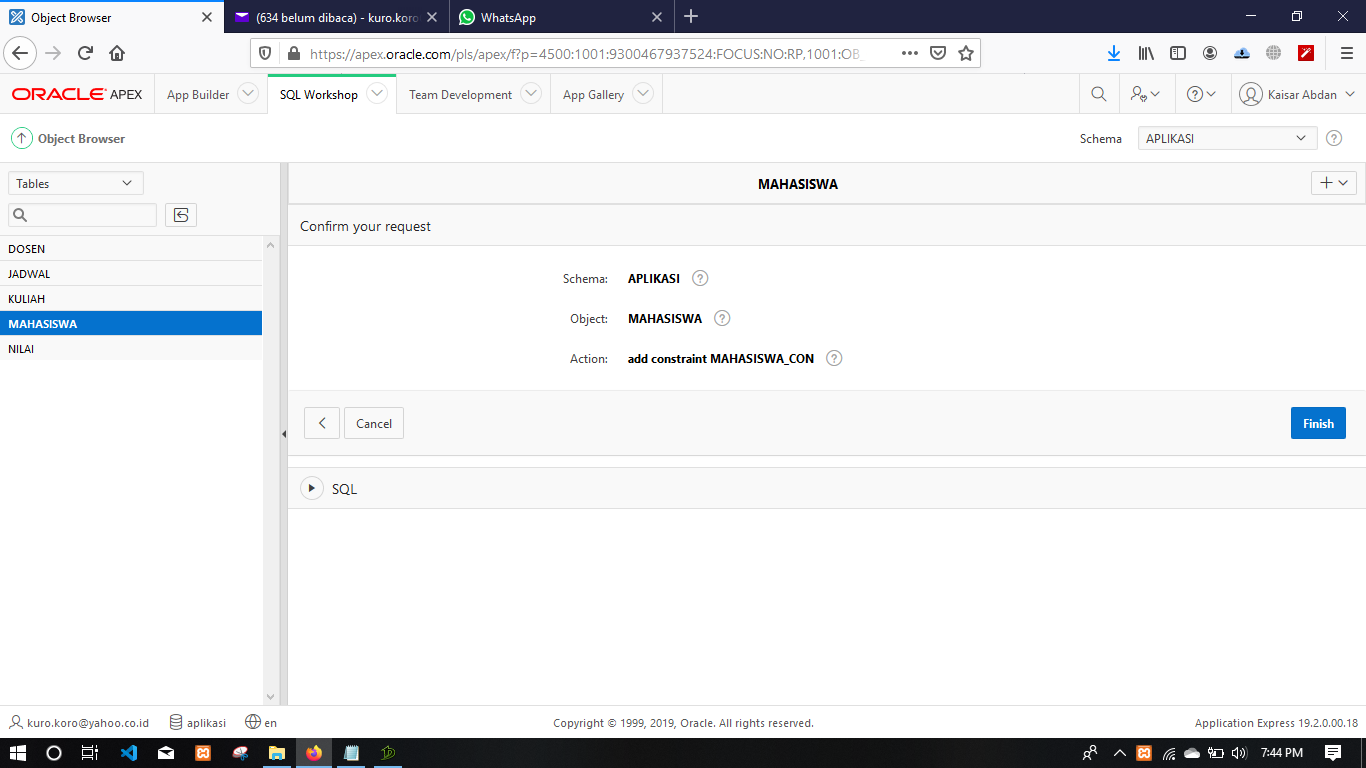 Object Browser
(634 belum dibaca) - kuro.koro
WhatsApp
https://apex.oracle.com/pls/apex/f?p=4500:1001:9300467937524:FOCUS:NO:RP,1001:OB_
ORACLE APEX
App Builder
SQL Workshop
Team Development
App Gallery
Kaisar Abdan
Object Browser
Schema
APLIKASI
Tables
MAHASISWA
Confirm your request
DOSEN
JADWAL
KULIAH
MAHASISWA
NILAI
Schema: APLIKASI
Object: MAHASISWA
Action: add constraint MAHASISWA_CON
Cancel
Finish
SQL
kuro.koro@yahoo.co.id
aplikasi
en
Copyright © 1999, 2019, Oracle. All rights reserved.
Application Express 19.2.0.00.18
7:44 PM